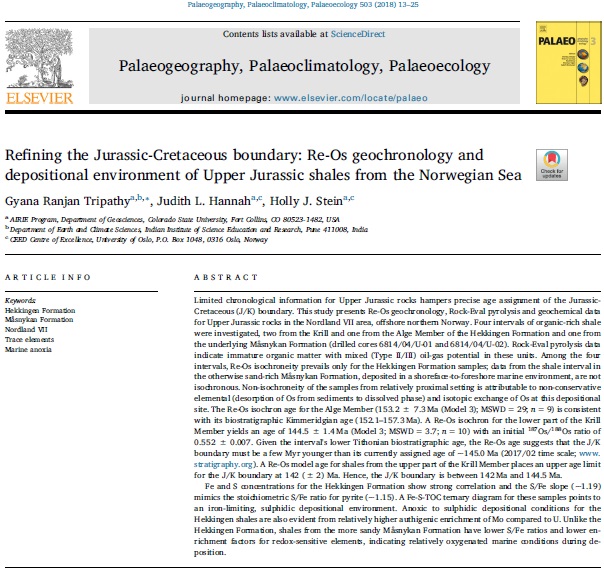 Palaeogeography, Palaeoclimatology, Palaeoecology 503 (2018) 13–25
Contents lists available at ScienceDirect
Palaeogeography, Palaeoclimatology, Palaeoecology
journal homepage: www.elsevier.com/locate/palaeo
ELSEVIER
PALAEO 3
Refining the Jurassic-Cretaceous boundary: Re-Os geochronology and
depositional environment of Upper Jurassic shales from the Norwegian Sea
Check for
updates
Gyana Ranjan Tripathy a,b,*, Judith L. Hannah a,c, Holly J. Stein a,c
a AIRIE Program, Department of Geosciences, Colorado State University, Fort Collins, CO 80523-1482, USA
b Department of Earth and Climate Sciences, Indian Institute of Science Education and Research, Pune 411008, India
c CEED Centre of Excellence, University of Oslo, P.O. Box 1048, 0316 Oslo, Norway
ARTICLE INFO
Keywords:
Hekkingen Formation
Måsnykan Formation
Nordland VII
Trace elements
Marine anoxia
ABSTRACT
Limited chronological information for Upper Jurassic rocks hampers precise age assignment of the Jurassic-
Cretaceous (J/K) boundary. This study presents Re-Os geochronology, Rock-Eval pyrolysis and geochemical data
for Upper Jurassic rocks in the Nordland VII area, offshore northern Norway. Four intervals of organic-rich shale
were investigated, two from the Krill and one from the Alge Member of the Hekkingen Formation and one from
the underlying Måsnykan Formation (drilled cores 6814/04/U-01 and 6814/04/U-02). Rock-Eval pyrolysis data
indicate immature organic matter with mixed (Type II/III) oil-gas potential in these units. Among the four
intervals, Re-Os isochroneity prevails only for the Hekkingen Formation samples; data from the shale interval in
the otherwise sand-rich Måsnykan Formation, deposited in a shoreface-to-foreshore marine environment, are not
isochronous. Non-isochroneity of the samples from relatively proximal setting is attributable to non-conservative
elemental (desorption of Os from sediments to dissolved phase) and isotopic exchange of Os at this depositional
site. The Re-Os isochron age for the Alge Member (153.2 ± 7.3 Ma (Model 3); MSWD = 29; n = 9) is consistent
with its biostratigraphic Kimmeridgian age (152.1–157.3 Ma). A Re-Os isochron for the lower part of the Krill
Member yields an age of 144.5 ± 1.4 Ma (Model 3; MSWD = 3.7; n = 10) with an initial 187Os/188Os ratio of
0.552 ± 0.007. Given the interval's lower Tithonian biostratigraphic age, the Re-Os age suggests that the J/K
boundary must be a few Myr younger than its currently assigned age of ~145.0 Ma (2017/02 time scale; www.
stratigraphy.org). A Re-Os model age for shales from the upper part of the Krill Member places an upper age limit
for the J/K boundary at 142 (± 2) Ma. Hence, the J/K boundary is between 142 Ma and 144.5 Ma.
Fe and S concentrations for the Hekkingen Formation show strong correlation and the S/Fe slope (~1.19)
mimics the stoichiometric S/Fe ratio for pyrite (~1.15). A Fe-S-TOC ternary diagram for these samples points to
an iron-limiting, sulphidic depositional environment. Anoxic to sulphidic depositional conditions for the
Hekkingen shales are also evident from relatively higher authigenic enrichment of Mo compared to U. Unlike the
Hekkingen Formation, shales from the more sandy Måsnykan Formation have lower S/Fe ratios and lower en-
richment factors for redox-sensitive elements, indicating relatively oxygenated marine conditions during de-
position.